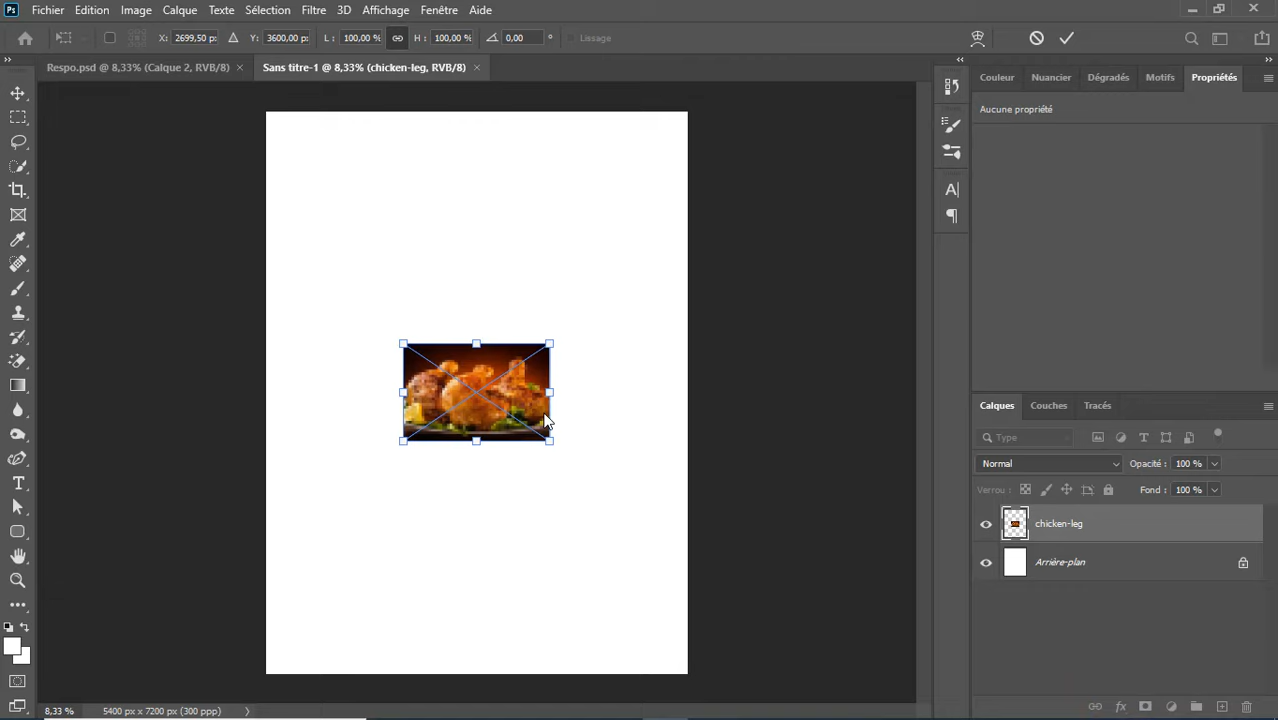 Ps Fichier Edition Image Calque Texte Sélection Filtre 3D Affichage Fenêtre Aide
X: 2699,50 p: Y: 3600,00 p: L: 100,00 % H: 100,00 % 0,00 ° Lissage
Respo.psd @ 8,33% (Calque 2, RVB/8) × Sans titre-1 @ 8,33% (chicken-leg, RVB/8) ×
Couleur Nuancier Dégradés Motifs Propriétés
Aucune propriété
Calques Couches Tracés
Type
Normal Opacité : 100 %
Verrou : Fond : 100 %
chicken-leg
Arrière-plan
8,33 % 5400 px x 7200 px (300 ppp)